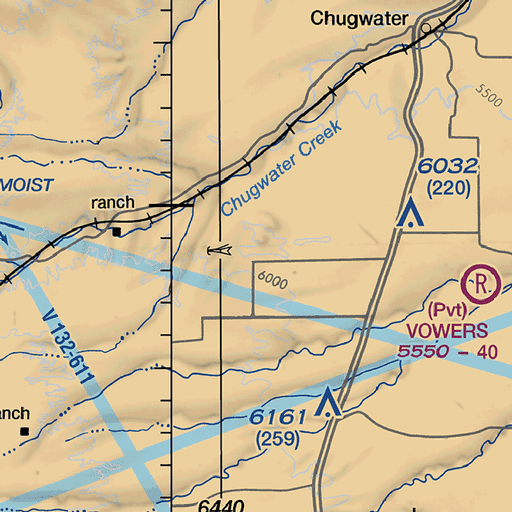 Chugwater
5500
Chugwater Creek
6032
(220)
MOIST
ranch
6000
R
(Pvt)
VOWERS
5550 - 40
V 132-611
6161
(259)
anch
6440